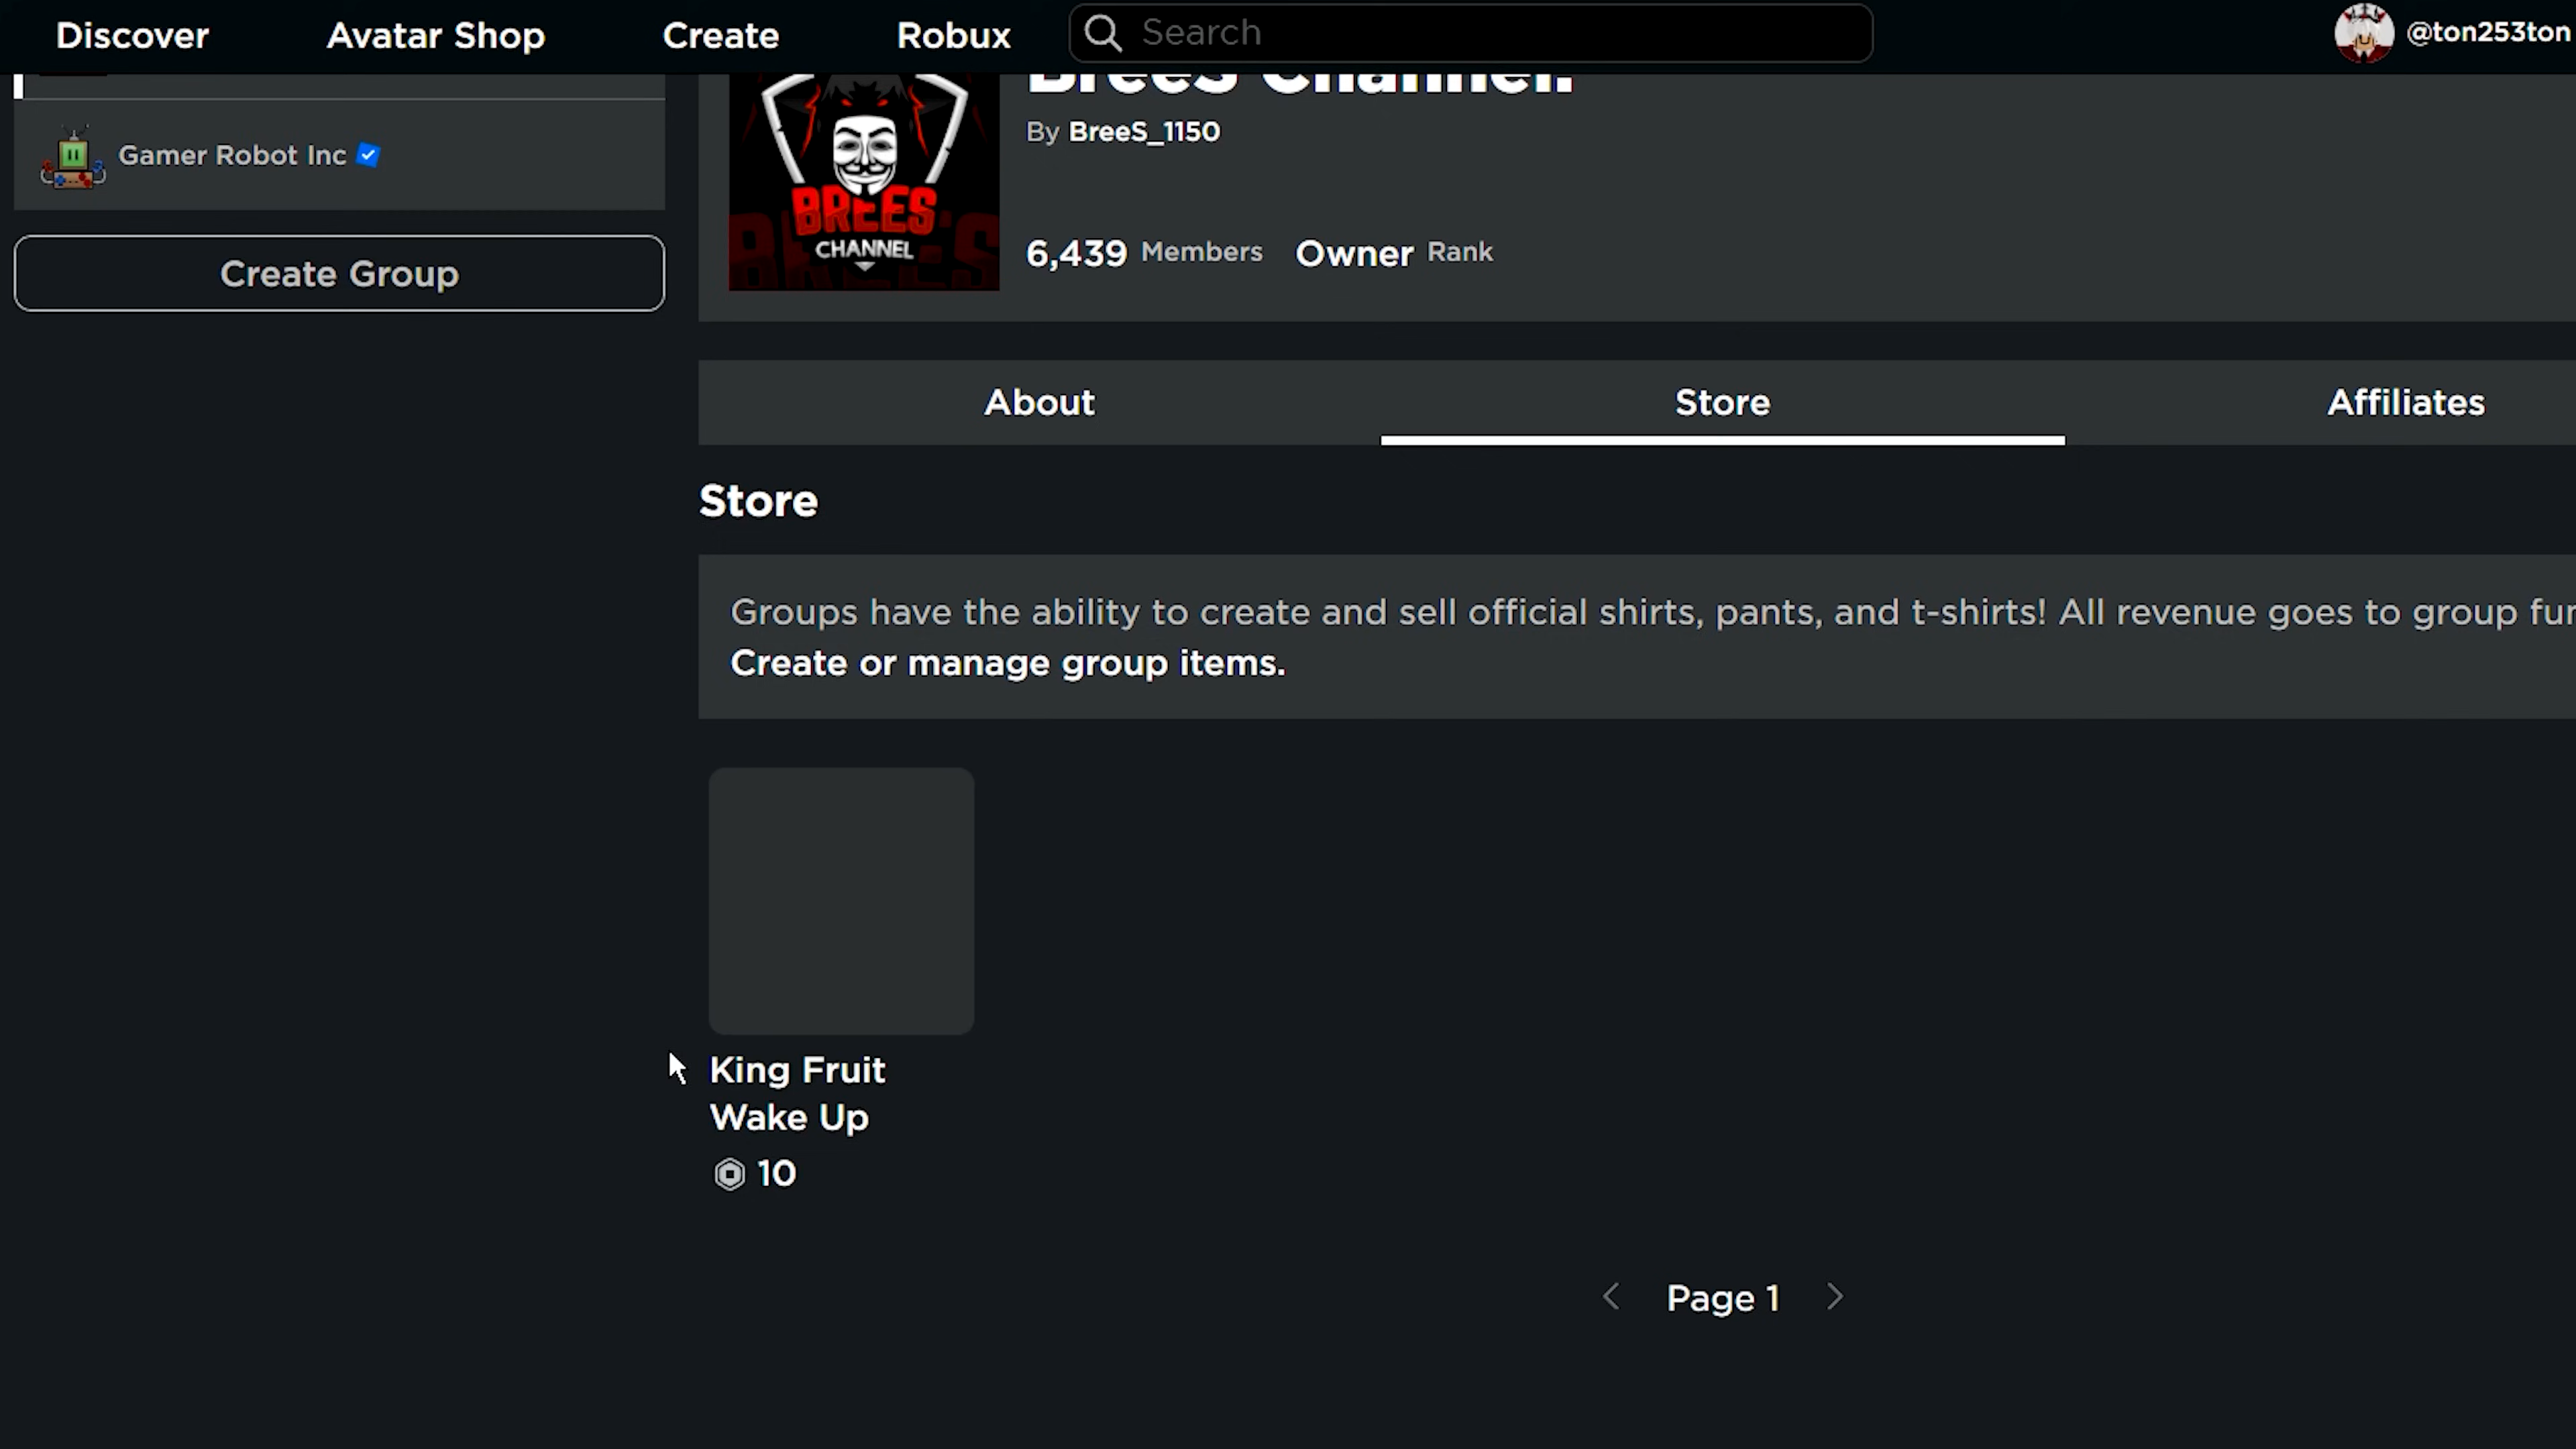 Discover
Avatar Shop
Create
Robux
Search
@ton253ton
Gamer Robot Inc
Create Group
BREES
CHANNEL
BreeS Channel.
By BreeS_1150
6,439 Members Owner Rank
About
Store
Affiliates
Store
Groups have the ability to create and sell official shirts, pants, and t-shirts! All revenue goes to group
Create or manage group items.
King Fruit
Wake Up
10
Page 1